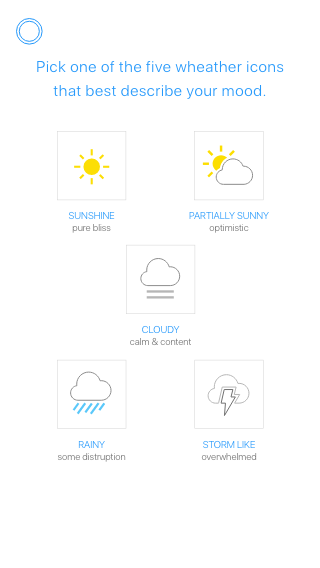 Pick one of the five wheather icons
that best describe your mood.
SUNSHINE
pure bliss
PARTIALLY SUNNY
optimistic
CLOUDY
calm & content
RAINY
some distruption
STORM LIKE
overwhelmed